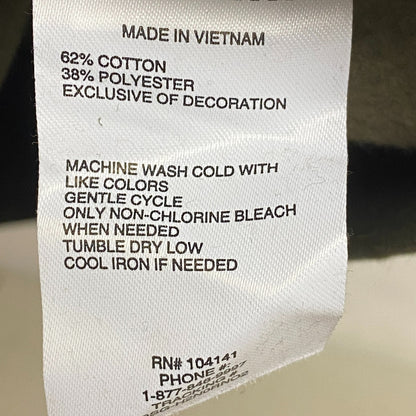 MADE IN VIETNAM
62% COTTON
38% POLYESTER
EXCLUSIVE OF DECORATION
MACHINE WASH COLD WITH
LIKE COLORS
GENTLE CYCLE
ONLY NON-CHLORINE BLEACH
WHEN NEEDED
TUMBLE DRY LOW
COOL IRON IF NEEDED
RN# 104141
PHONE #:
TRACKING #